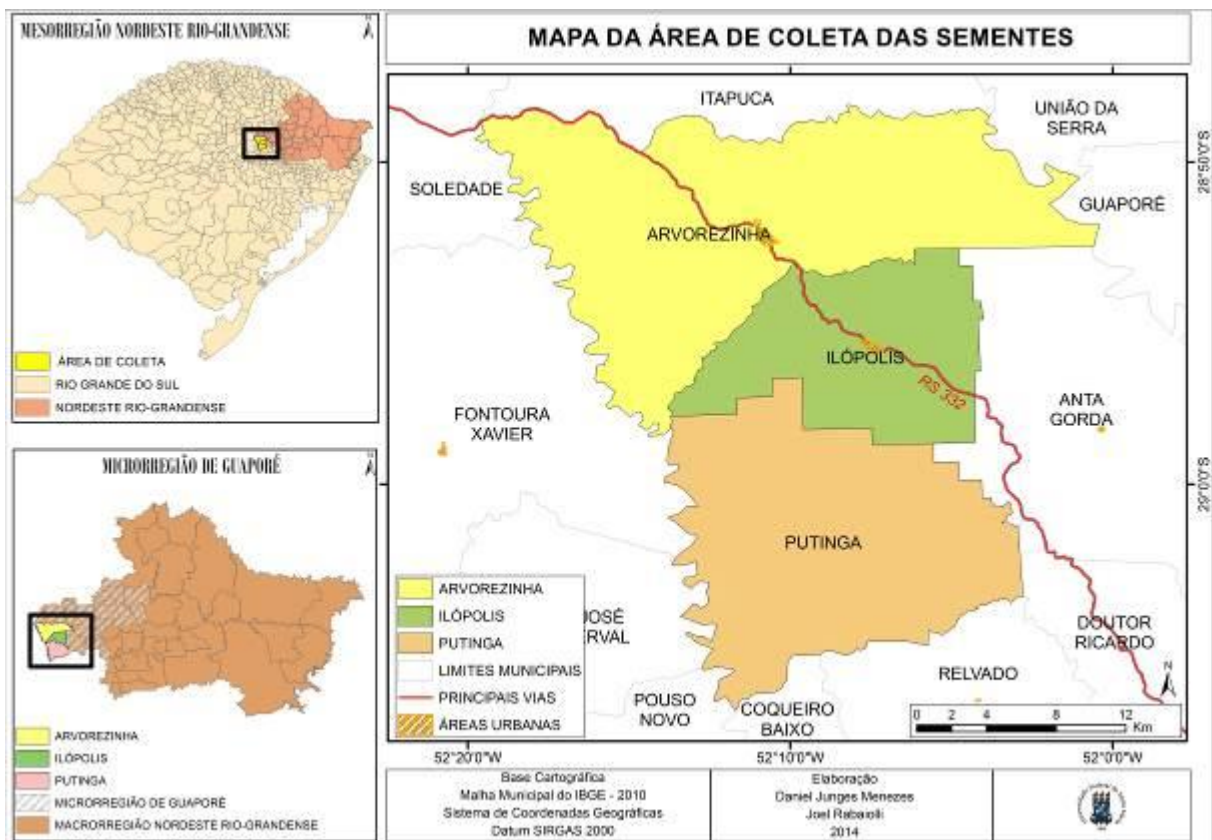 MESORREGIÃO NORDESTE RIO-GRANDENSE
N
ÁREA DE COLETA
RIO GRANDE DO SUL
NORDESTE RIO-GRANDENSE
MICRORREGIÃO DE GUAPORÉ
N
ARVOREZINHA
ILÓPOLIS
PUTINGA
MICRORREGIÃO DE GUAPORÉ
MACRORREGIÃO NORDESTE RIO-GRANDENSE
MAPA DA ÁREA DE COLETA DAS SEMENTES
ITAPUCA
UNIÃO DA
SERRA
SOLEDADE
GUAPORÉ
ARVOREZINHA
ILÓPOLIS
RS 332
FONTOURA
XAVIER
ANTA
GORDA
PUTINGA
JOSÉ
ERVAL
DOUTOR
RICARDO
RELVADO
POUSO
NOVO
COQUEIRO
BAIXO
ARVOREZINHA
ILÓPOLIS
PUTINGA
LIMITES MUNICIPAIS
PRINCIPAIS VIAS
ÁREAS URBANAS
N
0 2 4 8 12
Km
28°50'0"S
29°0'0"S
52°20'0"W
52°10'0"W
52°0'0"W
Base Cartográfica
Malha Municipal do IBGE - 2010
Sistema de Coordenadas Geográficas
Datum SIRGAS 2000
Elaboração
Daniel Junges Menezes
Joel Rabaiolli
2014